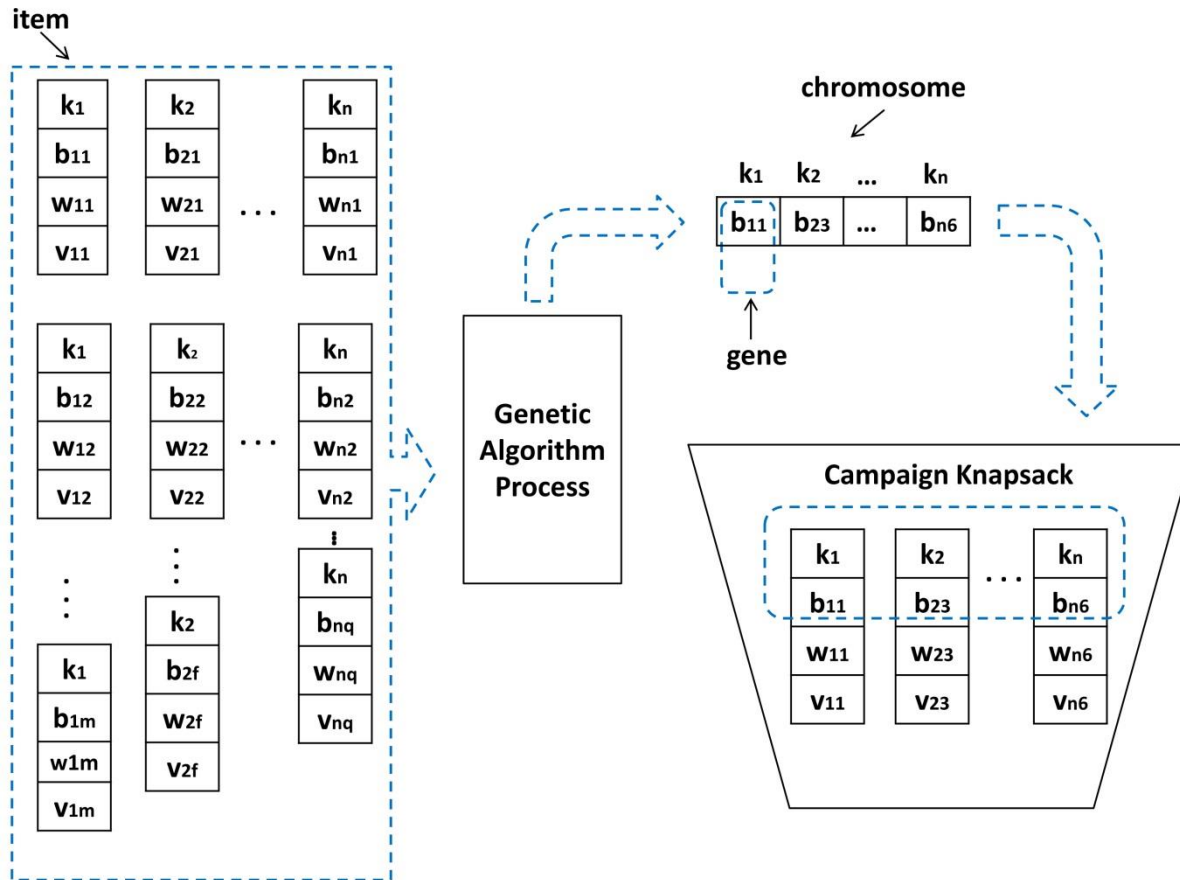 item
k1 k2 kn
b11 b21 bn1
w11 w21 ... wn1
v11 v21 vn1
k1 k2 kn
b12 b22 bn2
w12 w22 ... wn2
v12 v22 vn2
⋮ ⋮ ⋮
k1 k2 kn
b1m b2f bnq
w1m w2f wnq
v1m v2f vnq
Genetic
Algorithm
Process
chromosome
k1 k2 ... kn
b11 b23 ... bn6
gene
Campaign Knapsack
k1 k2 ... kn
b11 b23 bn6
w11 w23 wn6
v11 v23 vn6